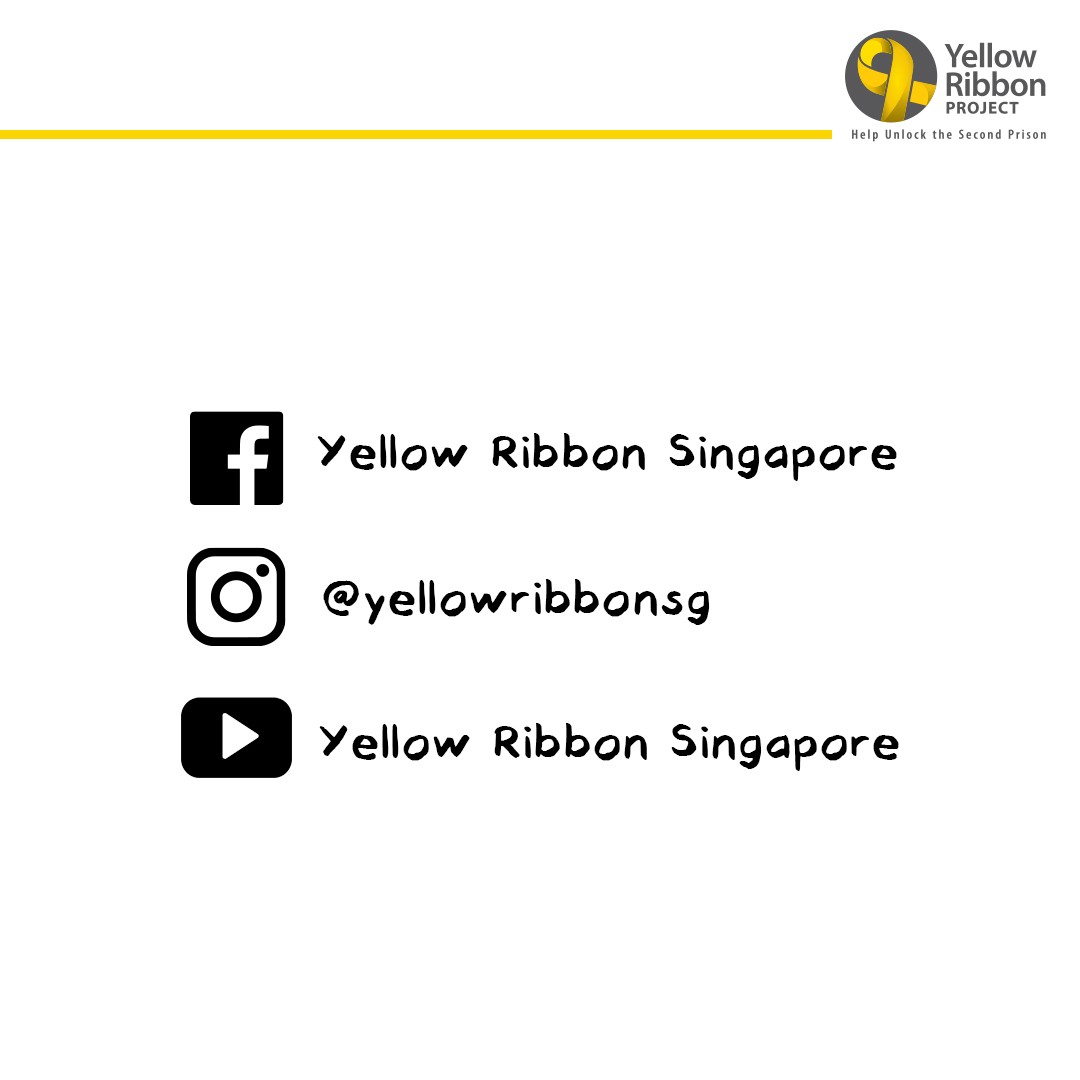 Yellow
Ribbon
PROJECT
Help Unlock the Second Prison
Yellow Ribbon Singapore
@yellowribbonsg
Yellow Ribbon Singapore